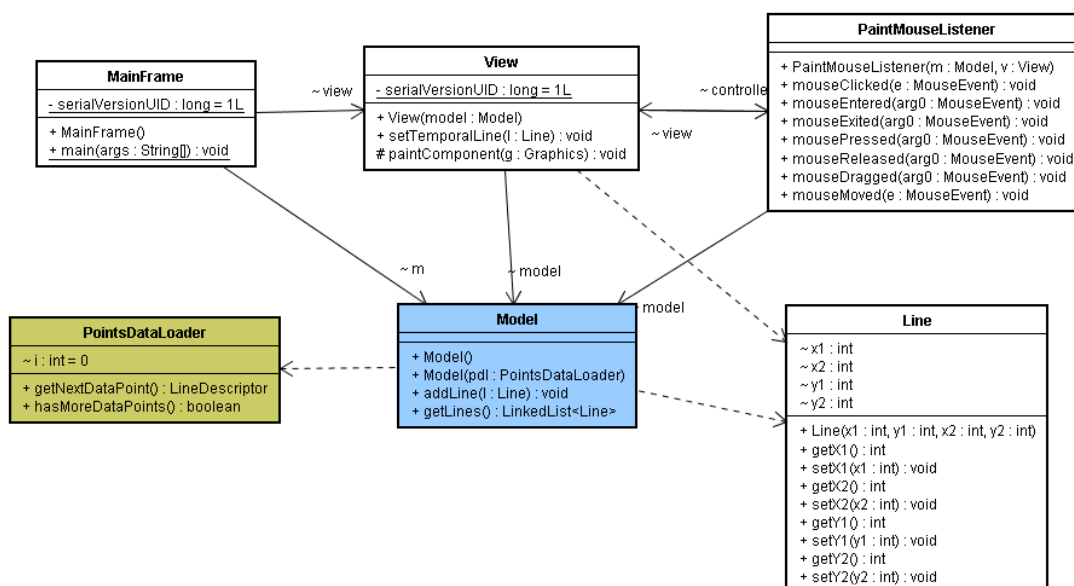 MainFrame
- serialVersionUID : long = 1L
+ MainFrame()
+ main(args : String[]) : void
~ view
View
- serialVersionUID : long = 1L
+ View(model : Model)
+ setTemporalLine(l : Line) : void
# paintComponent(g : Graphics) : void
~ controlle
~ view
PaintMouseListener
+ PaintMouseListener(m : Model, v : View)
+ mouseClicked(e : MouseEvent) : void
+ mouseEntered(arg0 : MouseEvent) : void
+ mouseExited(arg0 : MouseEvent) : void
+ mousePressed(arg0 : MouseEvent) : void
+ mouseReleased(arg0 : MouseEvent) : void
+ mouseDragged(arg0 : MouseEvent) : void
+ mouseMoved(e : MouseEvent) : void
~ m
~ model
~ model
PointsDataLoader
~ i : int = 0
+ getNextDataPoint() : LineDescriptor
+ hasMoreDataPoints() : boolean
Model
+ Model()
+ Model(pdl : PointsDataLoader)
+ addLine(l : Line) : void
+ getLines() : LinkedList<Line>
Line
~ x1 : int
~ x2 : int
~ y1 : int
~ y2 : int
+ Line(x1 : int, y1 : int, x2 : int, y2 : int)
+ getX1() : int
+ setX1(x1 : int) : void
+ getX2() : int
+ setX2(x2 : int) : void
+ getY1() : int
+ setY1(y1 : int) : void
+ getY2() : int
+ setY2(y2 : int) : void